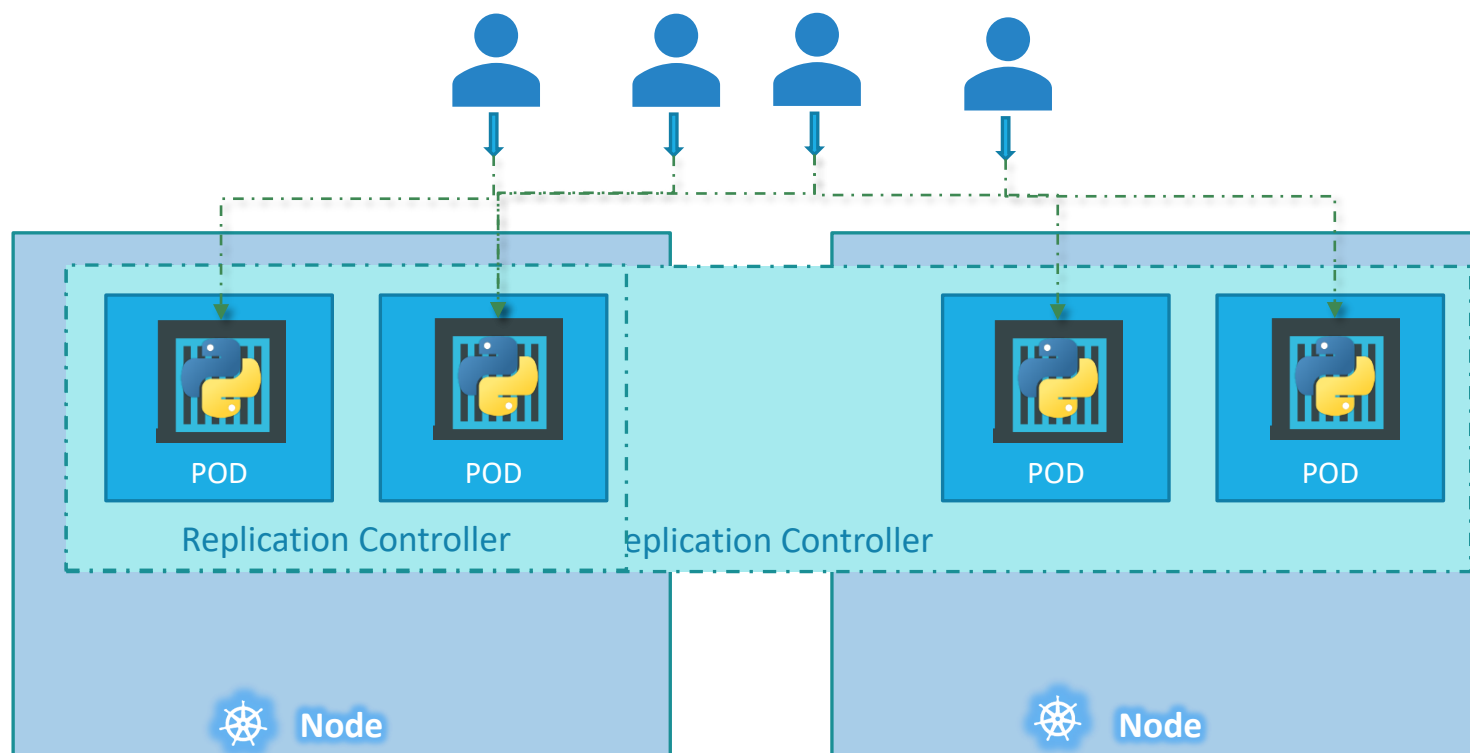 POD
POD
POD
POD
Replication Controller
eplication Controller
Node
Node